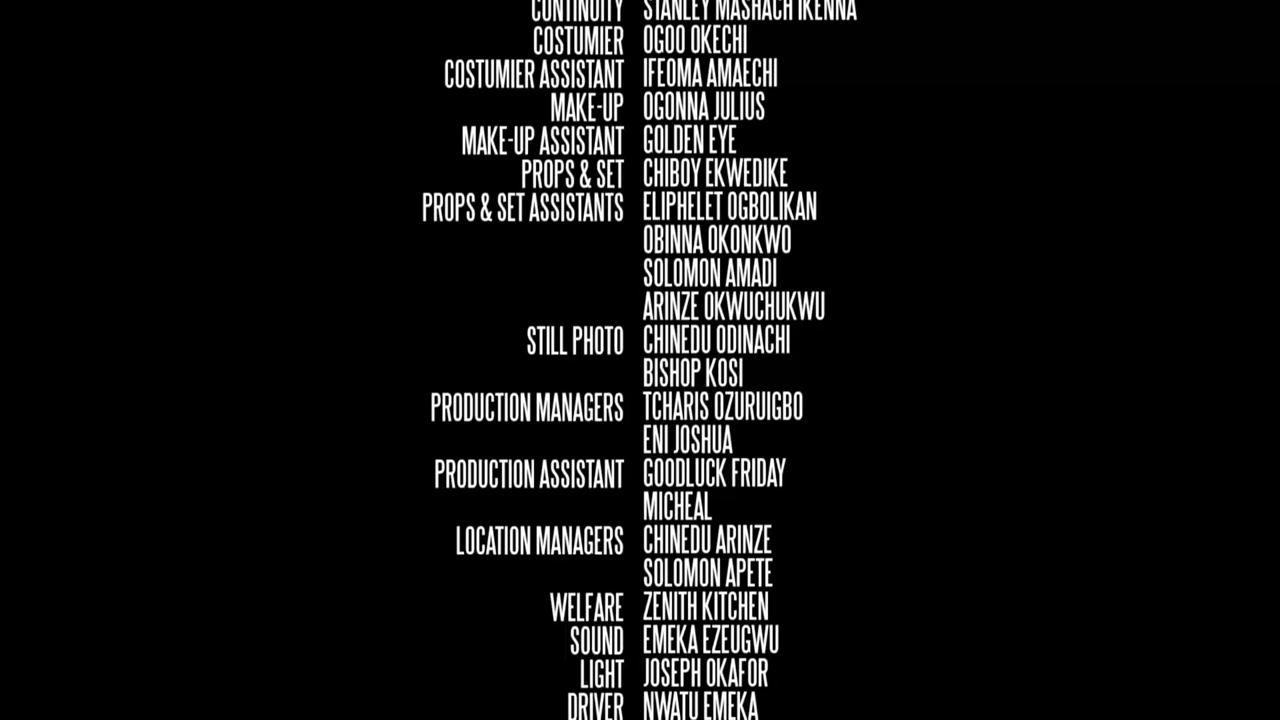 CONTINUITY STANLEY MASHACH IKENNA
COSTUMIER OGOO OKECHI
COSTUMIER ASSISTANT IFEOMA AMAECHI
MAKE-UP OGONNA JULIUS
MAKE-UP ASSISTANT GOLDEN EYE
PROPS & SET CHIBOY EKWEDIKE
PROPS & SET ASSISTANTS ELIPHELET OGBOLIKAN
OBINNA OKONKWO
SOLOMON AMADI
ARINZE OKWUCHUKWU
STILL PHOTO CHINEDU ODINACHI
BISHOP KOSI
PRODUCTION MANAGERS TCHARIS OZURUIGBO
ENI JOSHUA
PRODUCTION ASSISTANT GOODLUCK FRIDAY
MICHEAL
LOCATION MANAGERS CHINEDU ARINZE
SOLOMON APETE
WELFARE ZENITH KITCHEN
SOUND EMEKA EZEUGWU
LIGHT JOSEPH OKAFOR
DRIVER NWATU EMEKA